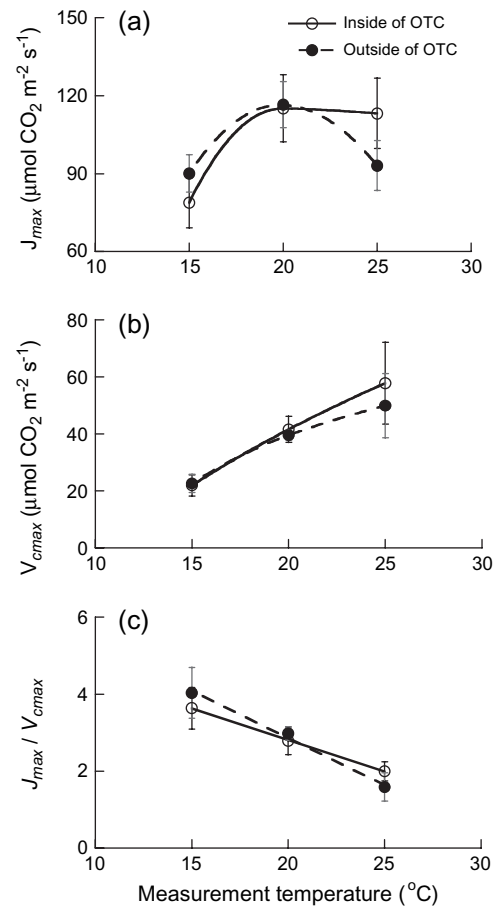 (a)
Inside of OTC
Outside of OTC
J_max (μmol CO₂ m⁻² s⁻¹)
150
120
90
60
10 15 20 25 30
(b)
V_cmax (μmol CO₂ m⁻² s⁻¹)
80
60
40
20
0
10 15 20 25 30
(c)
J_max / V_cmax
6
4
2
0
10 15 20 25 30
Measurement temperature (°C)